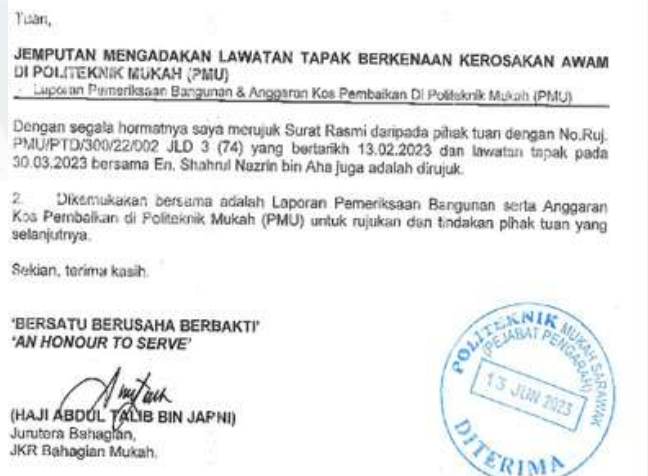 Tuan,
JEMPUTAN MENGADAKAN LAWATAN TAPAK BERKENAAN KEROSAKAN AWAM
DI POLITEKNIK MUKAH (PMU)
- Laporan Pemeriksaan Bangunan & Anggaran Kos Pembaikan Di Politeknik Mukah (PMU)
Dengan segala hormatnya saya merujuk Surat Rasmi daripada pihak tuan dengan No.Ruj.
PMU/PTD/300/22/002 JLD 3 (74) yang bertarikh 13.02.2023 dan lawatan tapak pada
30.03.2023 bersama En. Shahrul Nazrin bin Aha juga adalah dirujuk.
2. Dikemukakan bersama adalah Laporan Pemeriksaan Bangunan serta Anggaran
Kos Pembaikan di Politeknik Mukah (PMU) untuk rujukan dan tindakan pihak tuan yang
selanjutnya.
Sekian, terima kasih.
'BERSATU BERUSAHA BERBAKTI'
'AN HONOUR TO SERVE'
(HAJI ABDUL TALIB BIN JAPNI)
Jurutera Bahagian,
JKR Bahagian Mukah.
POLITEKNIK MUKAH SARAWAK
(PEJABAT PENGARAH)
13 JUN 2023
DITERIMA